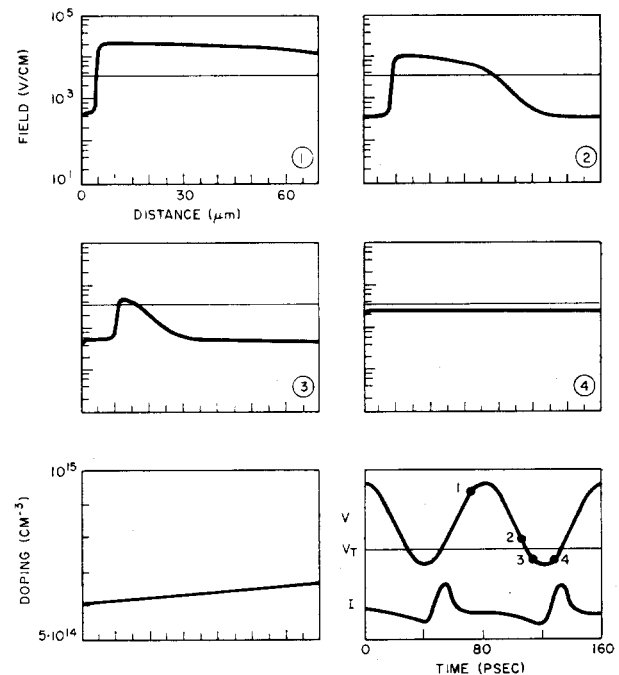 10⁵
10³
10¹
FIELD (V/CM)
0 30 60
DISTANCE (μm)
1
2
3
4
10¹⁵
5·10¹⁴
DOPING (CM⁻³)
V
V_T
I
1
2
3
4
0 80 160
TIME (PSEC)